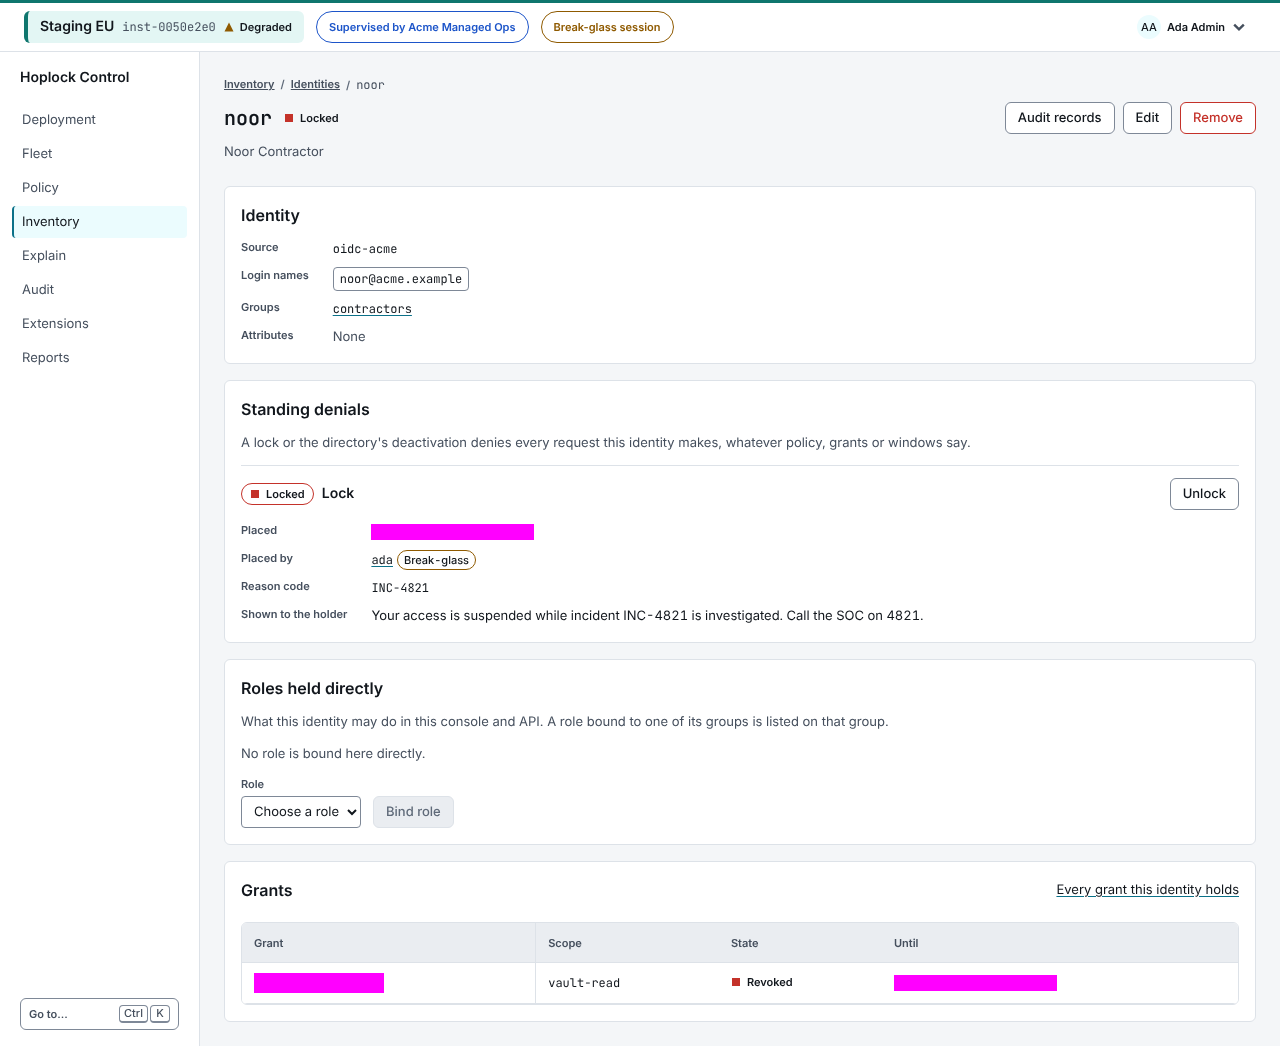 Staging EU inst-0050e2e0 Degraded
Supervised by Acme Managed Ops
Break-glass session
AA Ada Admin
Hoplock Control
Deployment
Fleet
Policy
Inventory
Explain
Audit
Extensions
Reports
Go to... Ctrl K
Inventory / Identities / noor
noor Locked
Audit records
Edit
Remove
Noor Contractor
Identity
Source oidc-acme
Login names noor@acme.example
Groups contractors
Attributes None
Standing denials
A lock or the directory's deactivation denies every request this identity makes, whatever policy, grants or windows say.
Locked Lock
Unlock
Placed
Placed by ada Break-glass
Reason code INC-4821
Shown to the holder Your access is suspended while incident INC-4821 is investigated. Call the SOC on 4821.
Roles held directly
What this identity may do in this console and API. A role bound to one of its groups is listed on that group.
No role is bound here directly.
Role
Choose a role Bind role
Grants
Every grant this identity holds
Grant Scope State Until
vault-read Revoked